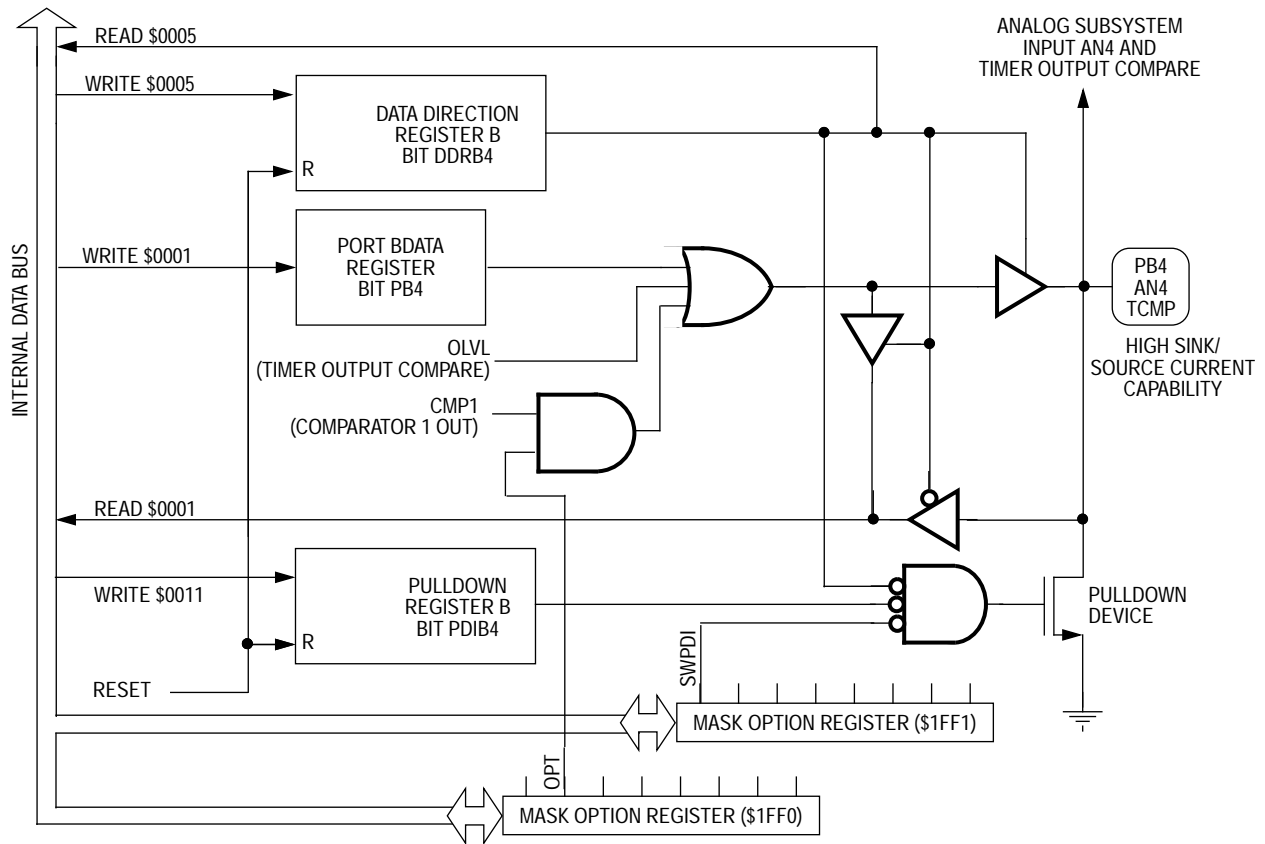 ANALOG SUBSYSTEM
INPUT AN4 AND
TIMER OUTPUT COMPARE
READ $0005
WRITE $0005
DATA DIRECTION
REGISTER B
BIT DDRB4
R
INTERNAL DATA BUS
WRITE $0001
PORT BDATA
REGISTER
BIT PB4
PB4
AN4
TCMP
HIGH SINK/
SOURCE CURRENT
CAPABILITY
OLVL
(TIMER OUTPUT COMPARE)
CMP1
(COMPARATOR 1 OUT)
READ $0001
WRITE $0011
PULLDOWN
REGISTER B
BIT PDIB4
R
PULLDOWN
DEVICE
RESET
SWPDI
MASK OPTION REGISTER ($1FF1)
OPT
MASK OPTION REGISTER ($1FF0)